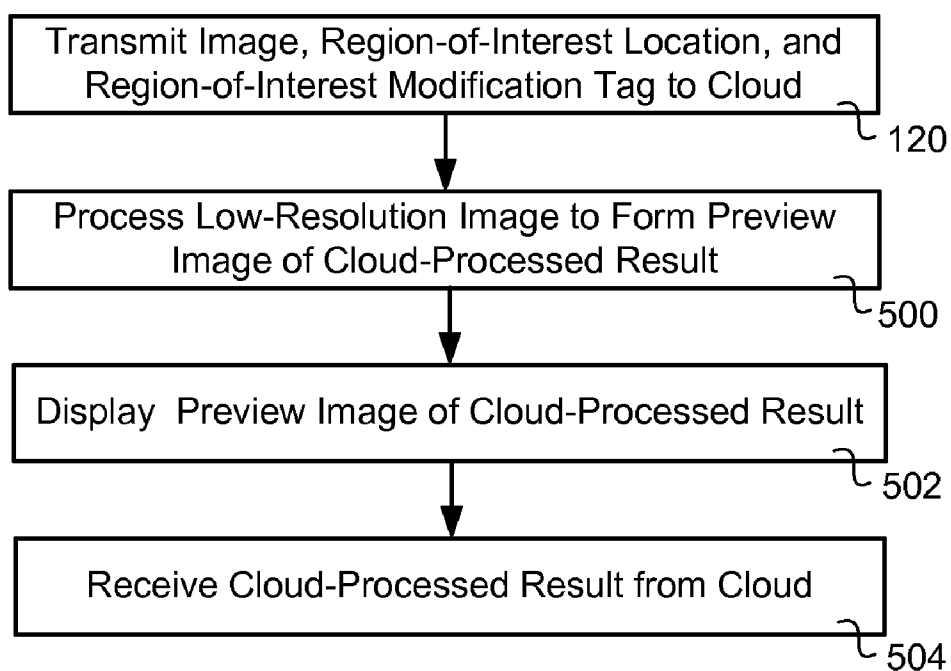 Transmit Image, Region-of-Interest Location, and
Region-of-Interest Modification Tag to Cloud
120
Process Low-Resolution Image to Form Preview
Image of Cloud-Processed Result
500
Display Preview Image of Cloud-Processed Result
502
Receive Cloud-Processed Result from Cloud
504